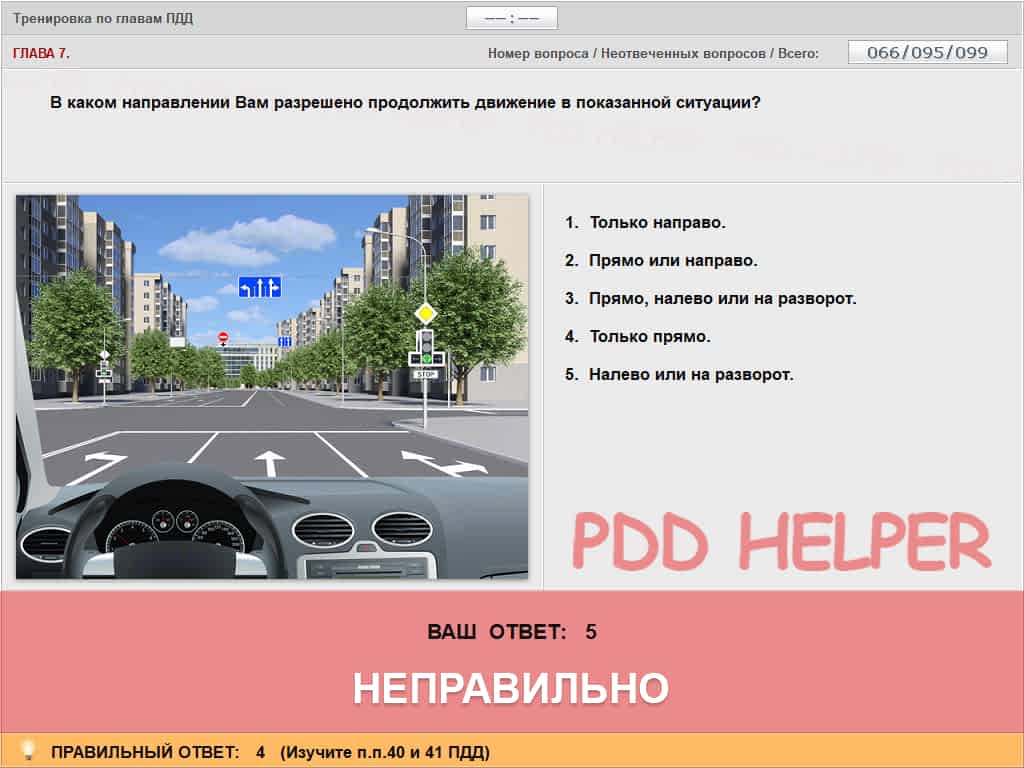 Тренировка по главам ПДД
–– : ––
ГЛАВА 7.
Номер вопроса / Неотвеченных вопросов / Всего:
066/095/099
В каком направлении Вам разрешено продолжить движение в показанной ситуации?
1. Только направо.
2. Прямо или направо.
3. Прямо, налево или на разворот.
4. Только прямо.
5. Налево или на разворот.
STOP
PDD HELPER
ВАШ ОТВЕТ: 5
НЕПРАВИЛЬНО
ПРАВИЛЬНЫЙ ОТВЕТ: 4 (Изучите п.п.40 и 41 ПДД)